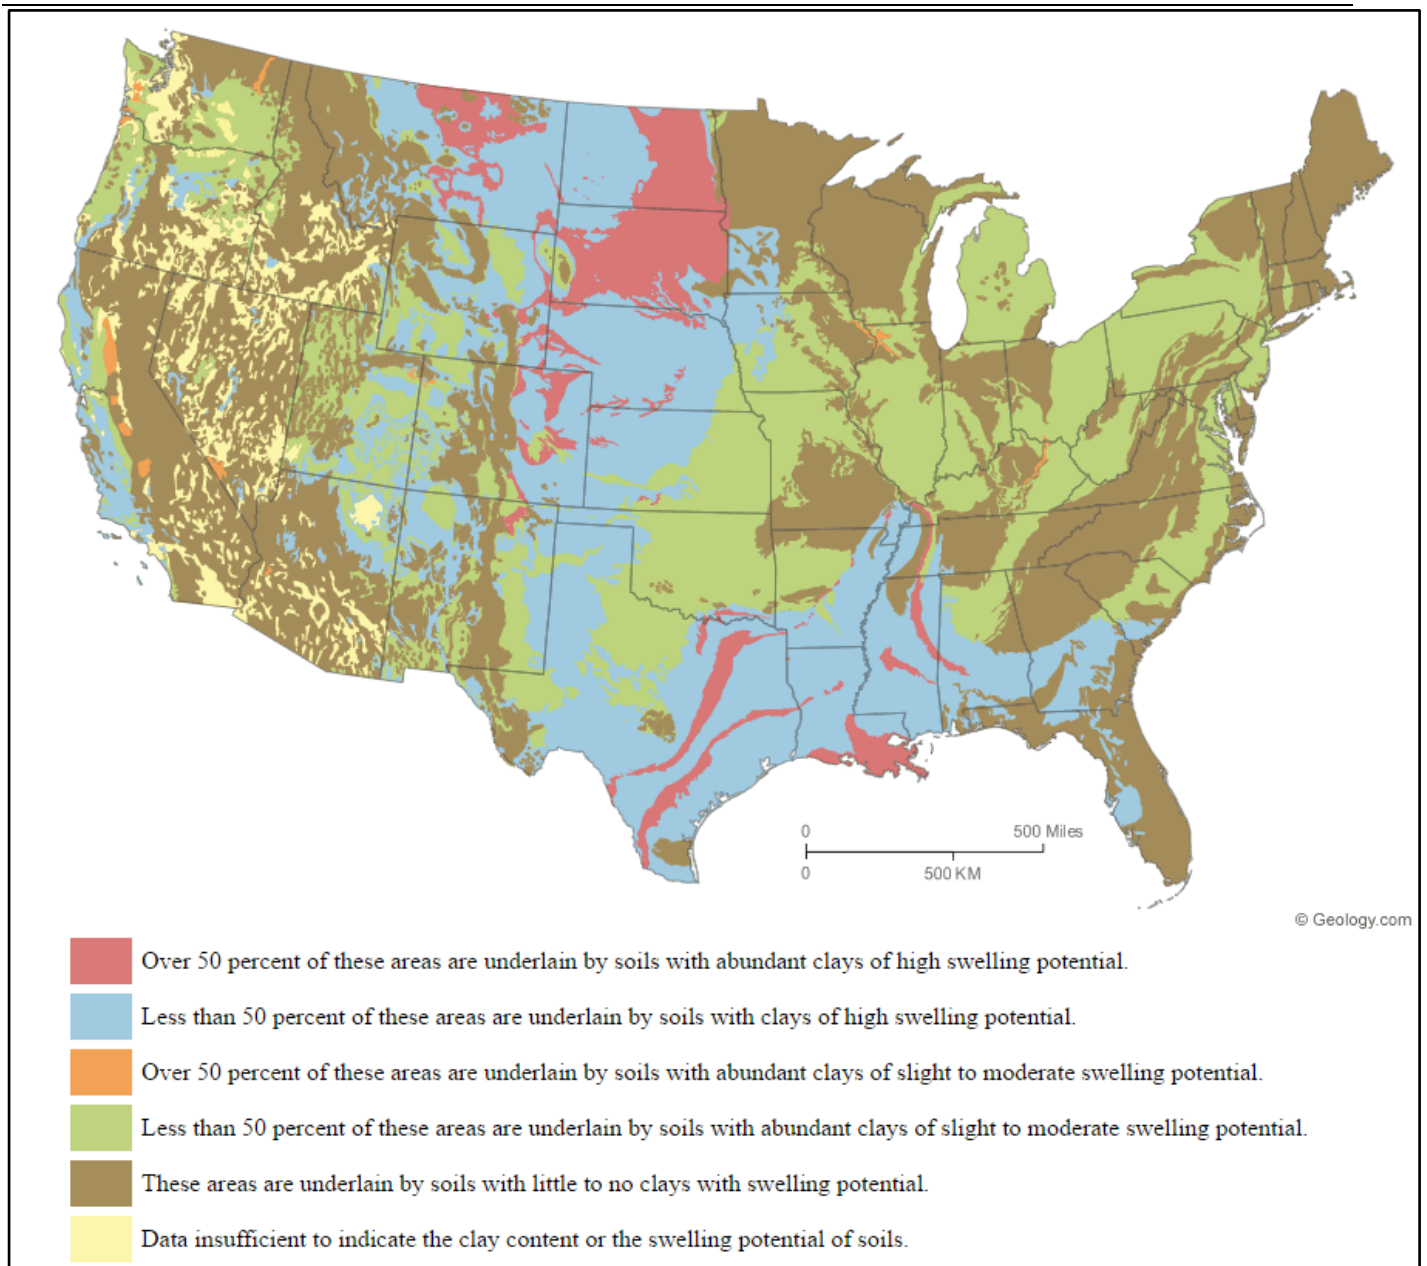 0 500 Miles
0 500 KM
© Geology.com
Over 50 percent of these areas are underlain by soils with abundant clays of high swelling potential.
Less than 50 percent of these areas are underlain by soils with clays of high swelling potential.
Over 50 percent of these areas are underlain by soils with abundant clays of slight to moderate swelling potential.
Less than 50 percent of these areas are underlain by soils with abundant clays of slight to moderate swelling potential.
These areas are underlain by soils with little to no clays with swelling potential.
Data insufficient to indicate the clay content or the swelling potential of soils.